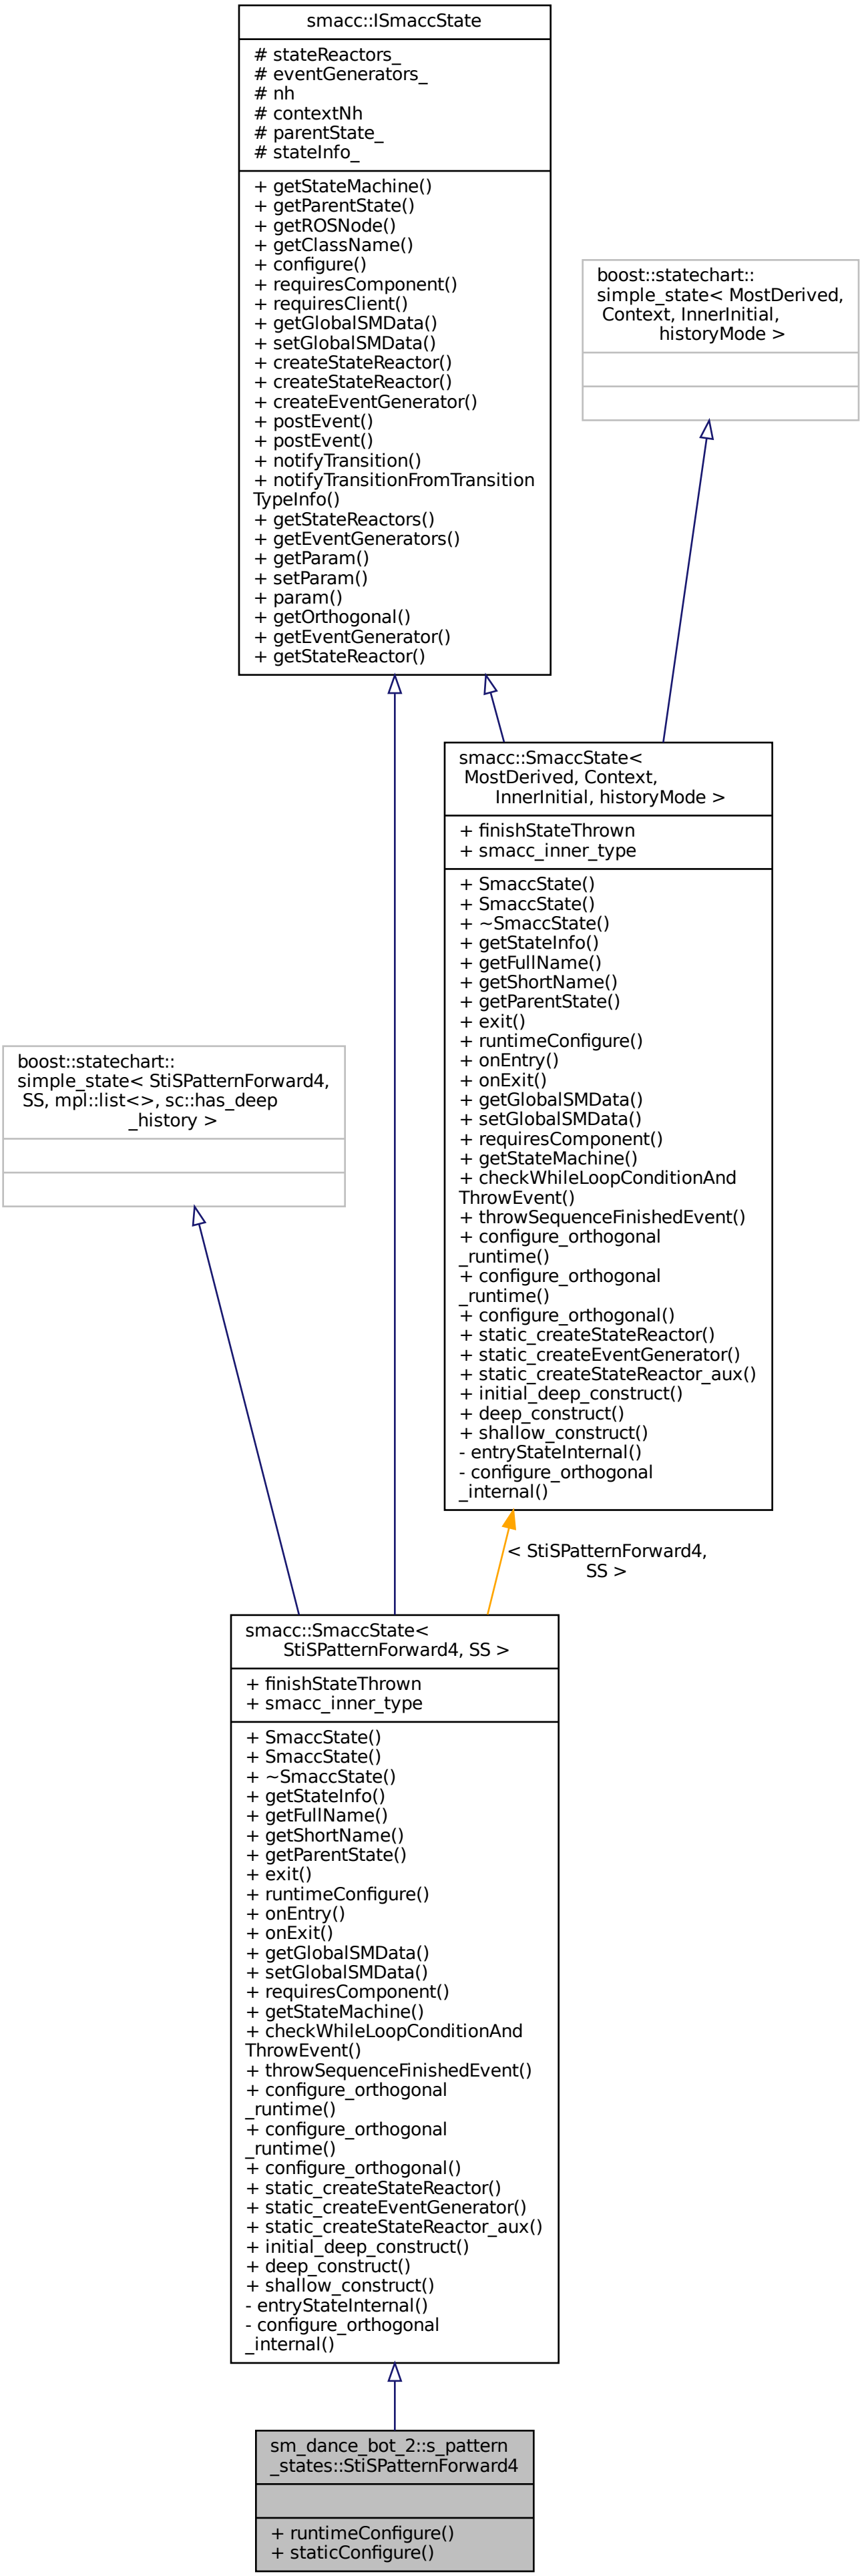 smacc::ISmaccState
# stateReactors_
# eventGenerators_
# nh
# contextNh
# parentState_
# stateInfo_
+ getStateMachine()
+ getParentState()
+ getROSNode()
+ getClassName()
+ configure()
+ requiresComponent()
+ requiresClient()
+ getGlobalSMData()
+ setGlobalSMData()
+ createStateReactor()
+ createStateReactor()
+ createEventGenerator()
+ postEvent()
+ postEvent()
+ notifyTransition()
+ notifyTransitionFromTransition
TypeInfo()
+ getStateReactors()
+ getEventGenerators()
+ getParam()
+ setParam()
+ param()
+ getOrthogonal()
+ getEventGenerator()
+ getStateReactor()
boost::statechart::
simple_state< MostDerived,
Context, InnerInitial,
historyMode >
smacc::SmaccState<
MostDerived, Context,
InnerInitial, historyMode >
+ finishStateThrown
+ smacc_inner_type
+ SmaccState()
+ SmaccState()
+ ~SmaccState()
+ getStateInfo()
+ getFullName()
+ getShortName()
+ getParentState()
+ exit()
+ runtimeConfigure()
+ onEntry()
+ onExit()
+ getGlobalSMData()
+ setGlobalSMData()
+ requiresComponent()
+ getStateMachine()
+ checkWhileLoopConditionAnd
ThrowEvent()
+ throwSequenceFinishedEvent()
+ configure_orthogonal
_runtime()
+ configure_orthogonal
_runtime()
+ configure_orthogonal()
+ static_createStateReactor()
+ static_createEventGenerator()
+ static_createStateReactor_aux()
+ initial_deep_construct()
+ deep_construct()
+ shallow_construct()
- entryStateInternal()
- configure_orthogonal
_internal()
boost::statechart::
simple_state< StiSPatternForward4,
SS, mpl::list<>, sc::has_deep
_history >
< StiSPatternForward4,
SS >
smacc::SmaccState<
StiSPatternForward4, SS >
+ finishStateThrown
+ smacc_inner_type
+ SmaccState()
+ SmaccState()
+ ~SmaccState()
+ getStateInfo()
+ getFullName()
+ getShortName()
+ getParentState()
+ exit()
+ runtimeConfigure()
+ onEntry()
+ onExit()
+ getGlobalSMData()
+ setGlobalSMData()
+ requiresComponent()
+ getStateMachine()
+ checkWhileLoopConditionAnd
ThrowEvent()
+ throwSequenceFinishedEvent()
+ configure_orthogonal
_runtime()
+ configure_orthogonal
_runtime()
+ configure_orthogonal()
+ static_createStateReactor()
+ static_createEventGenerator()
+ static_createStateReactor_aux()
+ initial_deep_construct()
+ deep_construct()
+ shallow_construct()
- entryStateInternal()
- configure_orthogonal
_internal()
sm_dance_bot_2::s_pattern
_states::StiSPatternForward4
+ runtimeConfigure()
+ staticConfigure()